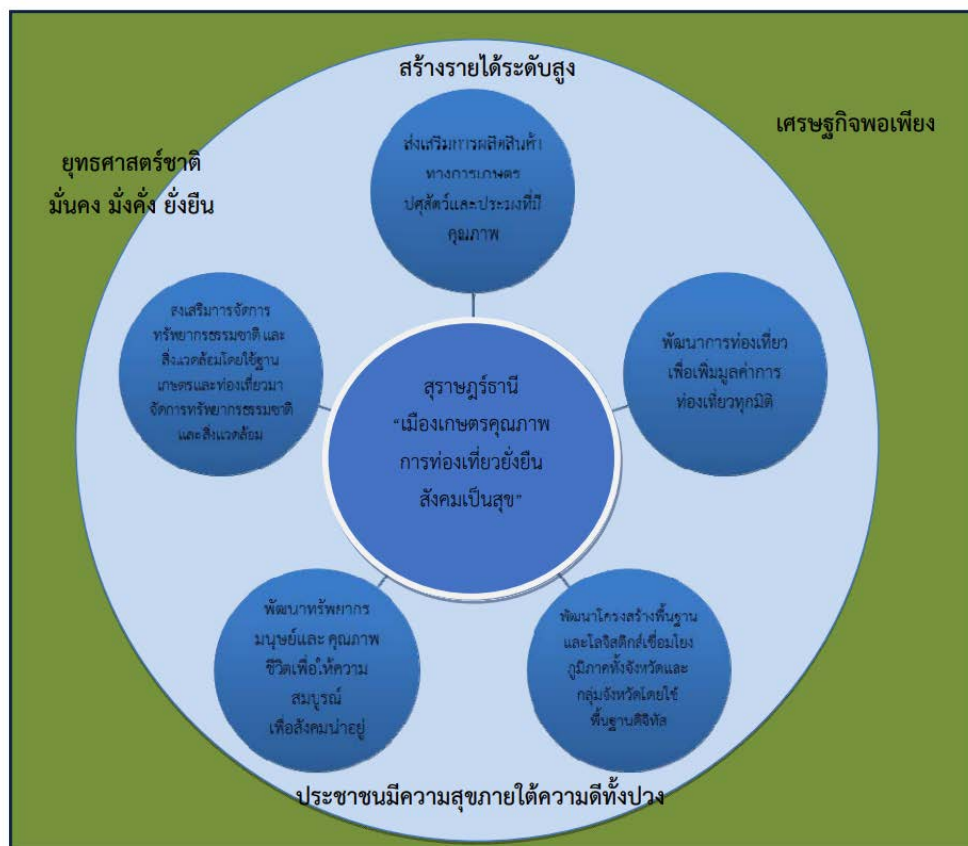 สร้างรายได้ระดับสูง
เศรษฐกิจพอเพียง
ยุทธศาสตร์ชาติ
มั่นคง มั่งคั่ง ยั่งยืน
ส่งเสริมการผลิตสินค้า
ทางการเกษตร
ปศุสัตว์และประมงที่มี
คุณภาพ
ส่งเสริมการจัดการ
ทรัพยากรธรรมชาติ และ
สิ่งแวดล้อมโดยใช้ฐาน
เกษตรและท่องเที่ยวมา
จัดการทรัพยากรธรรมชาติ
และสิ่งแวดล้อม
พัฒนาการท่องเที่ยว
เพื่อเพิ่มมูลค่าการ
ท่องเที่ยวทุกมิติ
สุราษฎร์ธานี
“เมืองเกษตรคุณภาพ
การท่องเที่ยวยั่งยืน
สังคมเป็นสุข”
พัฒนาทรัพยากร
มนุษย์และ คุณภาพ
ชีวิตเพื่อให้ความ
สมบูรณ์
เพื่อสังคมน่าอยู่
พัฒนาโครงสร้างพื้นฐาน
และโลจิสติกส์เชื่อมโยง
ภูมิภาคทั้งจังหวัดและ
กลุ่มจังหวัดโดยใช้
พื้นฐานดิจิทัล
ประชาชนมีความสุขภายใต้ความดีทั้งปวง